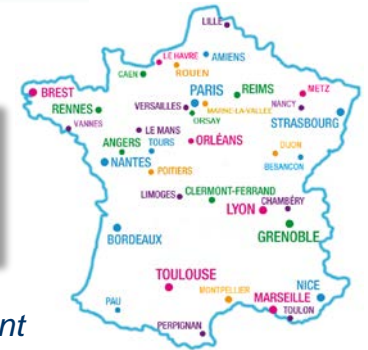 LILLE
LE HAVRE
AMIENS
ROUEN
CAEN
BREST
PARIS
REIMS
METZ
RENNES
VERSAILLES
MARNE-LA-VALLÉE
NANCY
STRASBOURG
VANNES
ORSAY
LE MANS
ORLÉANS
ANGERS
TOURS
DIJON
NANTES
BESANCON
POITIERS
LIMOGES
CLERMONT-FERRAND
LYON
CHAMBÉRY
BORDEAUX
GRENOBLE
TOULOUSE
MONTPELLIER
NICE
MARSEILLE
PAU
TOULON
PERPIGNAN
nt